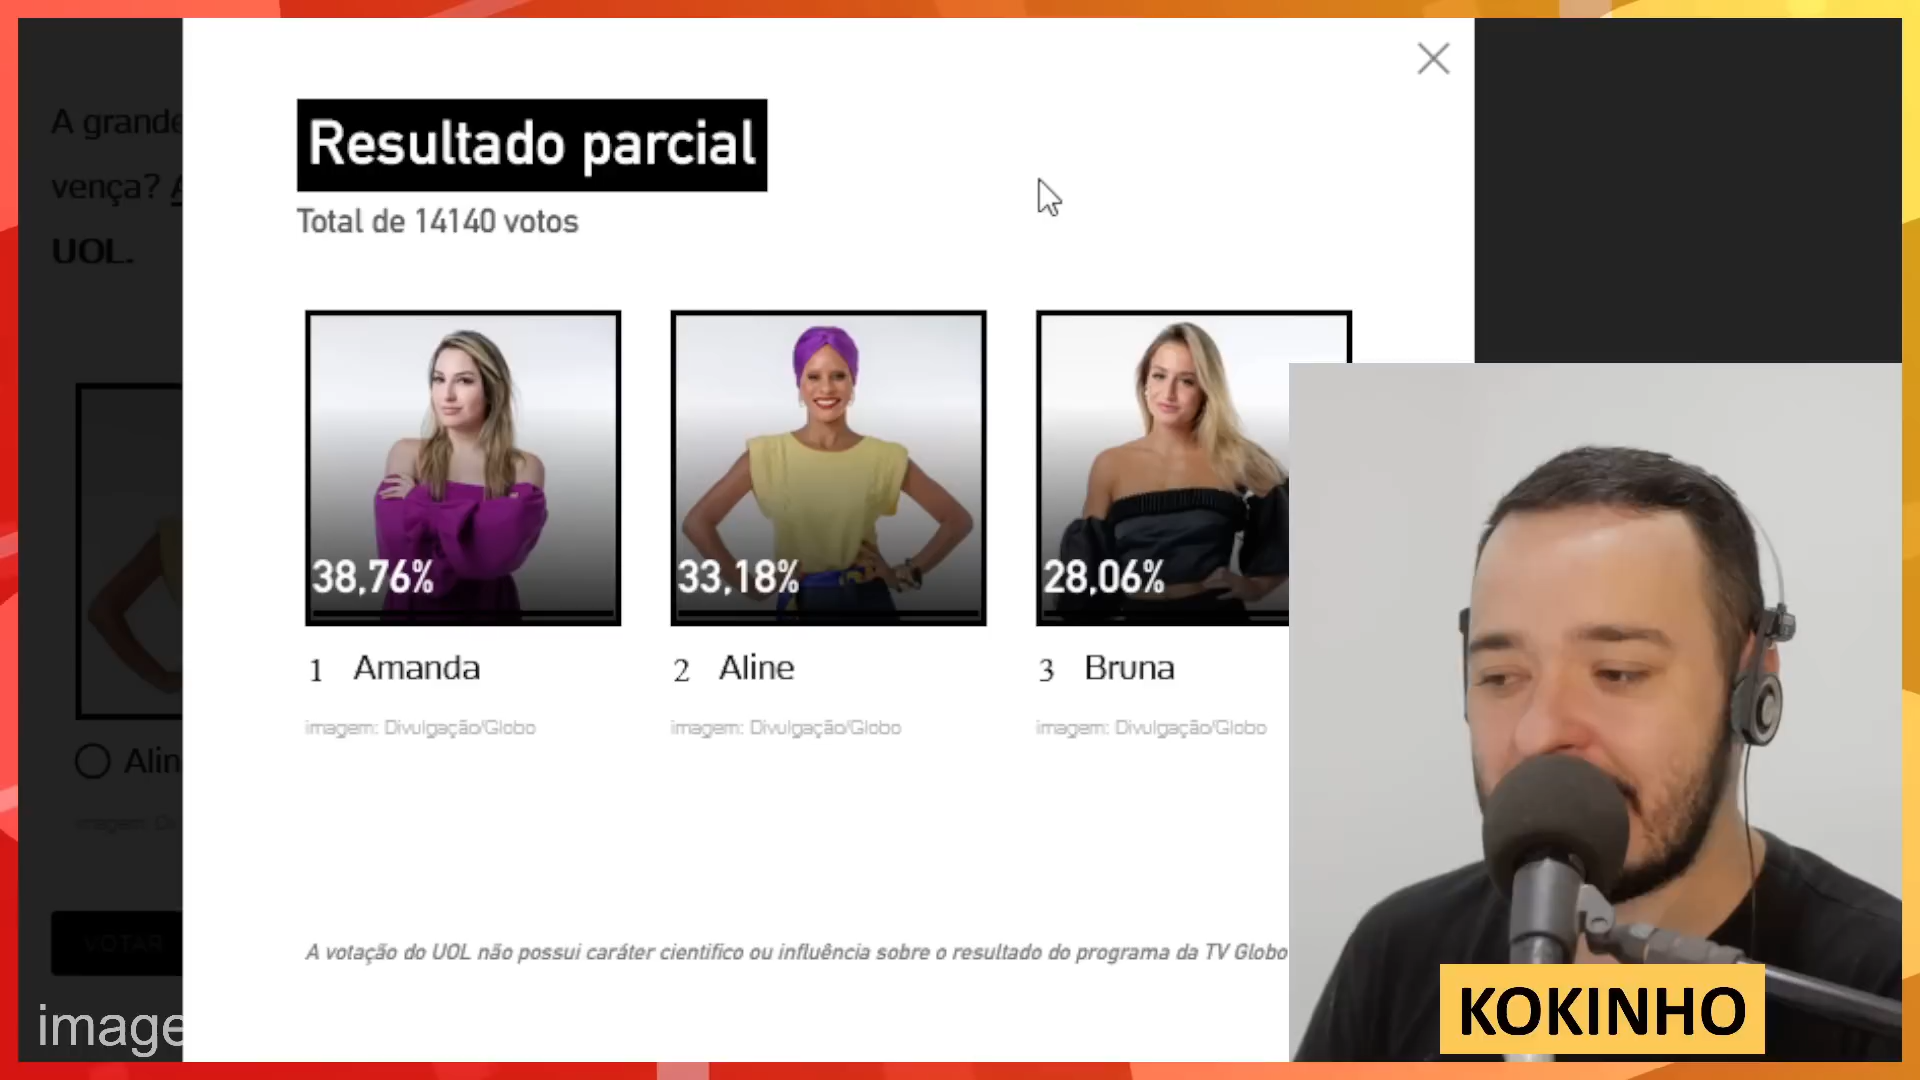 A grande
vença?
UOL.
Resultado parcial
Total de 14140 votos
38,76%
33,18%
28,06%
1 Amanda
2 Aline
3 Bruna
imagem: Divulgação/Globo
imagem: Divulgação/Globo
imagem: Divulgação/Globo
Alin
VOTAR
A votação do UOL não possui caráter cientifico ou influência sobre o resultado do programa da TV Globo
image
KOKINHO